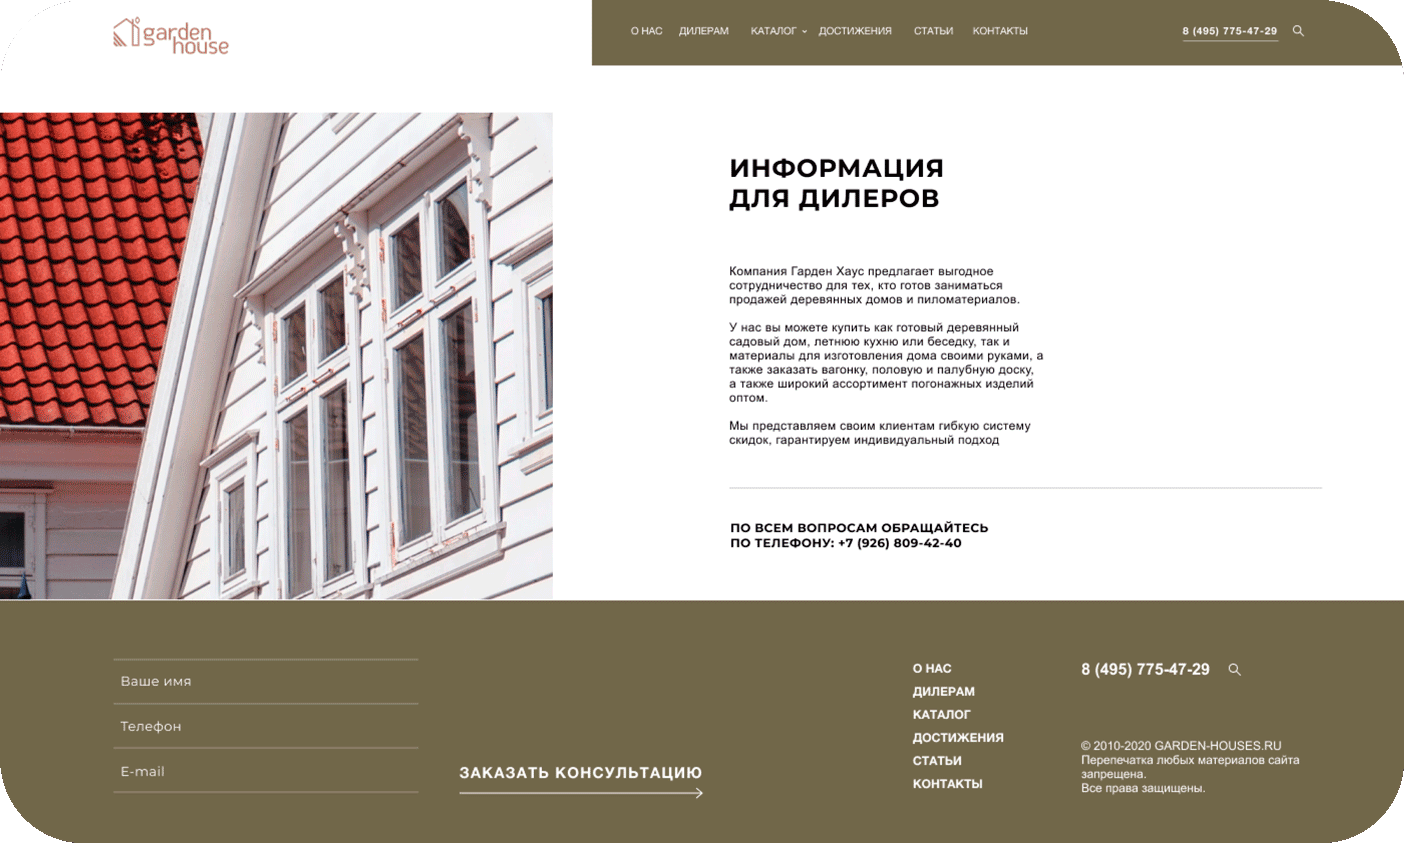 garden
house
О НАС ДИЛЕРАМ КАТАЛОГ ДОСТИЖЕНИЯ СТАТЬИ КОНТАКТЫ 8 (495) 775-47-29
ИНФОРМАЦИЯ
ДЛЯ ДИЛЕРОВ
Компания Гарден Хаус предлагает выгодное
сотрудничество для тех, кто готов заниматься
продажей деревянных домов и пиломатериалов.
У нас вы можете купить как готовый деревянный
садовый дом, летнюю кухню или беседку, так и
материалы для изготовления дома своими руками, а
также заказать вагонку, половую и палубную доску,
а также широкий ассортимент погонажных изделий
оптом.
Мы представляем своим клиентам гибкую систему
скидок, гарантируем индивидуальный подход
ПО ВСЕМ ВОПРОСАМ ОБРАЩАЙТЕСЬ
ПО ТЕЛЕФОНУ: +7 (926) 809-42-40
Ваше имя
Телефон
E-mail
ЗАКАЗАТЬ КОНСУЛЬТАЦИЮ
О НАС
ДИЛЕРАМ
КАТАЛОГ
ДОСТИЖЕНИЯ
СТАТЬИ
КОНТАКТЫ
8 (495) 775-47-29
© 2010-2020 GARDEN-HOUSES.RU
Перепечатка любых материалов сайта
запрещена.
Все права защищены.